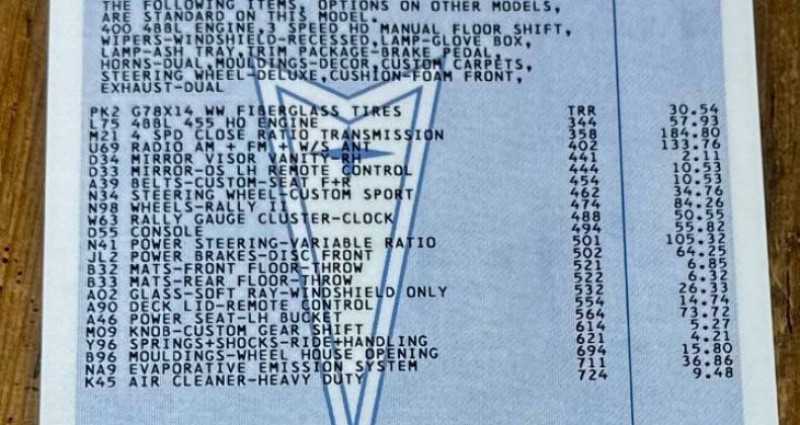 THE FOLLOWING ITEMS, OPTIONS ON OTHER MODELS,
ARE STANDARD ON THIS MODEL.
400 4BBL ENGINE,3 SPEED HD MANUAL FLOOR SHIFT,
WIPERS-WINDSHIELD-RECESSED,LAMP-GLOVE BOX,
LAMP-ASH TRAY,TRIM PACKAGE-BRAKE PEDAL,
HORNS-DUAL,MOULDINGS-DECOR,CUSTOM CARPETS,
STEERING WHEEL-DELUXE,CUSHION-FOAM FRONT,
EXHAUST-DUAL
PK2 G78X14 WW FIBERGLASS TIRES TRR 30.54
L75 4BBL 455 HO ENGINE 344 57.93
M21 4 SPD CLOSE RATIO TRANSMISSION 358 184.80
U69 RADIO AM + FM + W/S ANT 402 133.76
D34 MIRROR VISOR VANITY-RH 441 2.11
D33 MIRROR-OS LH REMOTE CONTROL 444 10.53
A39 BELTS-CUSTOM-SEAT F+R 454 10.53
N34 STEERING WHEEL-CUSTOM SPORT 462 34.76
N98 WHEELS-RALLY II 474 84.26
W63 RALLY GAUGE CLUSTER-CLOCK 488 50.55
D55 CONSOLE 494 55.82
N41 POWER STEERING-VARIABLE RATIO 501 105.32
JL2 POWER BRAKES-DISC FRONT 502 64.25
B32 MATS-FRONT FLOOR-THROW 521 6.85
B33 MATS-REAR FLOOR-THROW 522 6.32
A02 GLASS-SOFT RAY-WINDSHIELD ONLY 532 26.33
A90 DECK LID-REMOTE CONTROL 554 14.74
A46 POWER SEAT-LH BUCKET 564 73.72
M09 KNOB-CUSTOM GEAR SHIFT 614 5.27
Y96 SPRINGS+SHOCKS-RIDE+HANDLING 621 4.21
B96 MOULDINGS-WHEEL HOUSE OPENING 694 15.80
NA9 EVAPORATIVE EMISSION SYSTEM 711 36.86
K45 AIR CLEANER-HEAVY DUTY 724 9.48